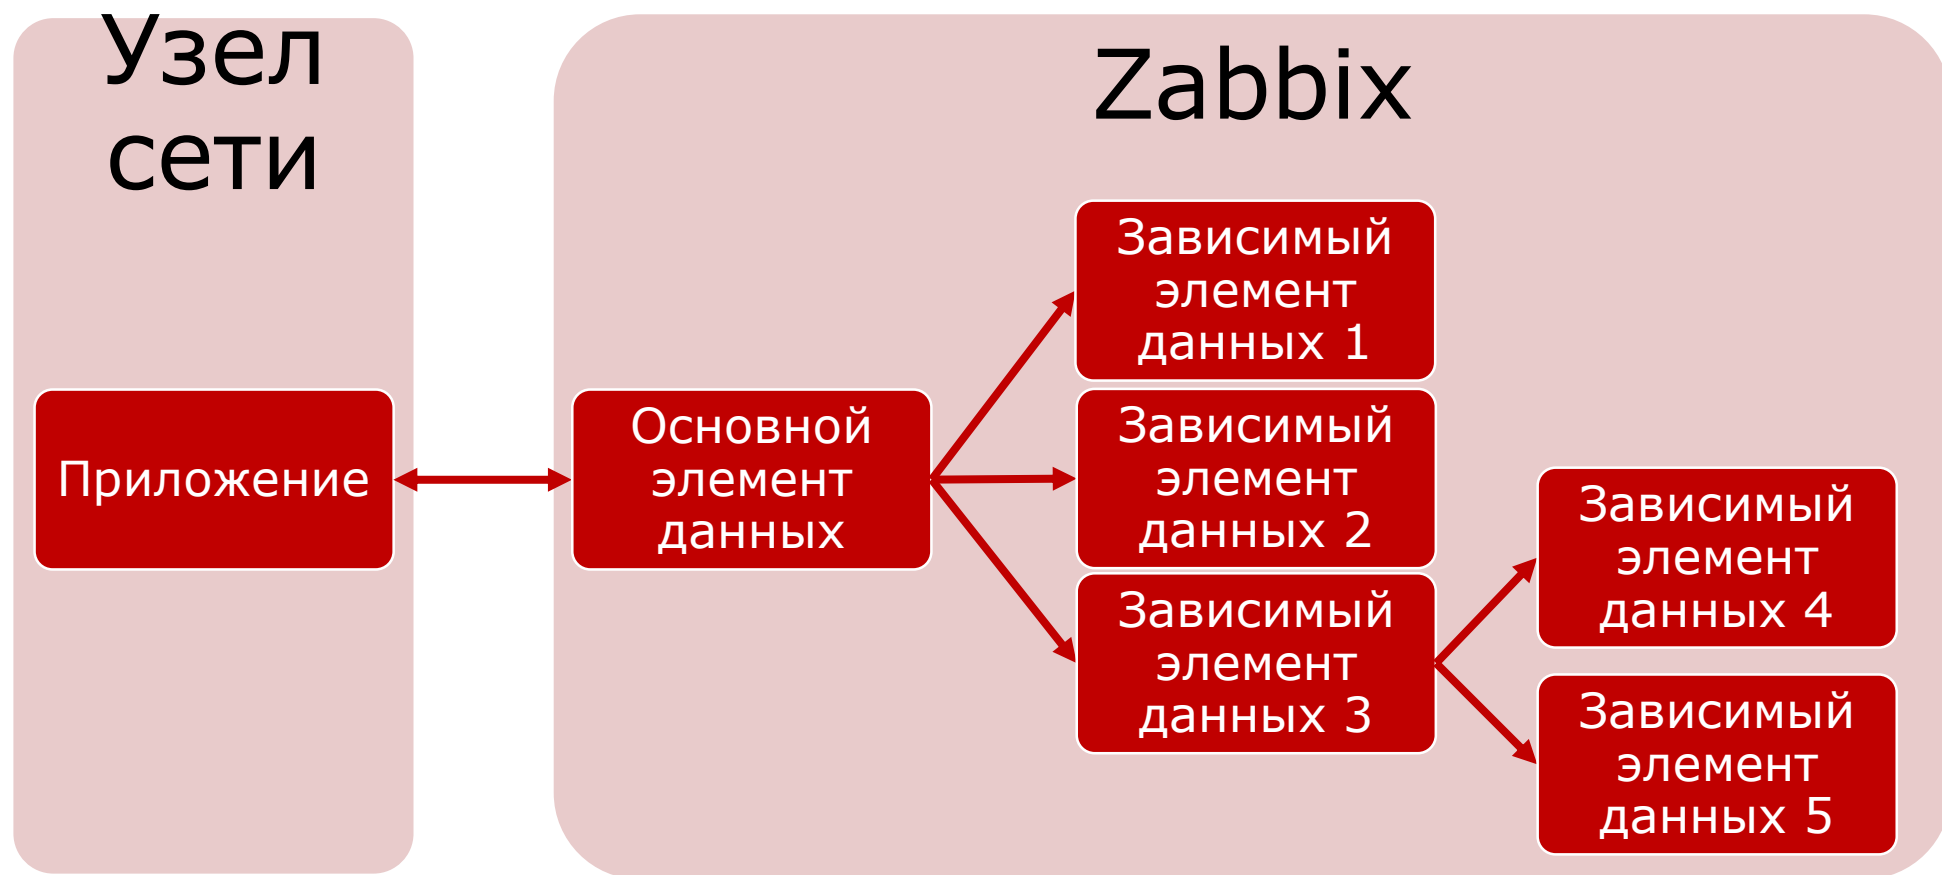 Узел
сети
Zabbix
Приложение
Основной
элемент
данных
Зависимый
элемент
данных 1
Зависимый
элемент
данных 2
Зависимый
элемент
данных 3
Зависимый
элемент
данных 4
Зависимый
элемент
данных 5